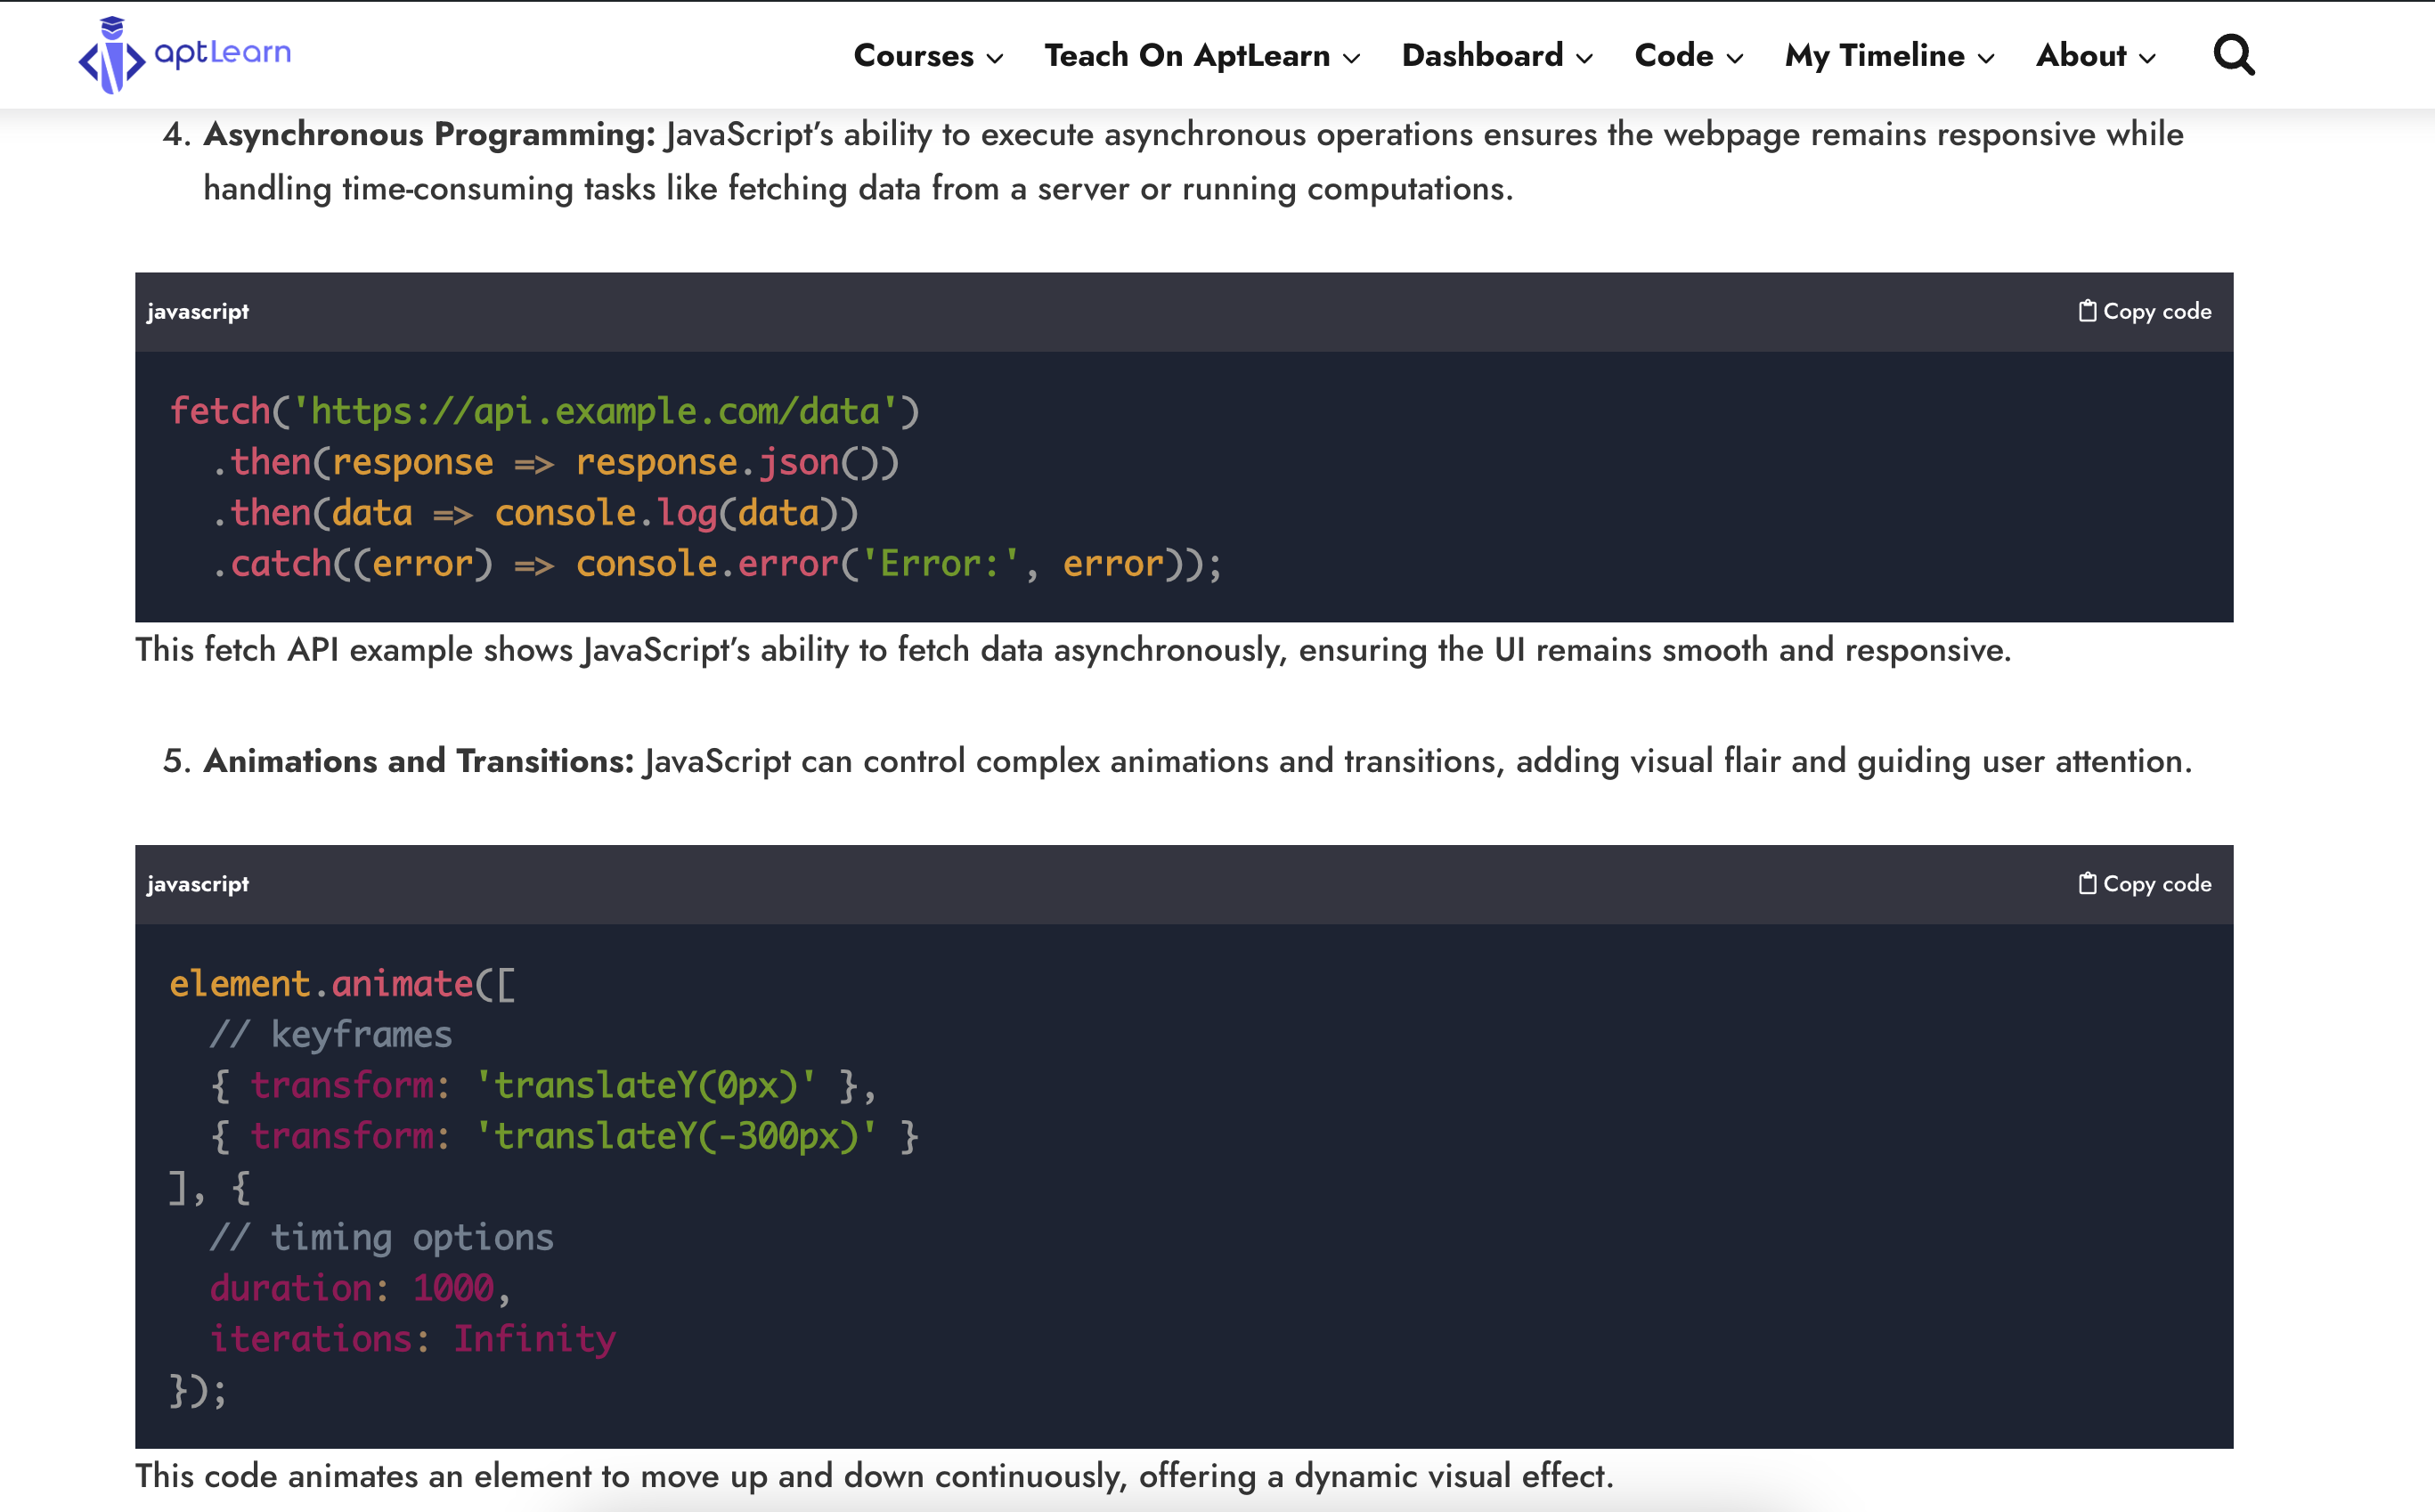 aptLearn
Courses Teach On AptLearn Dashboard Code My Timeline About
4. Asynchronous Programming: JavaScript’s ability to execute asynchronous operations ensures the webpage remains responsive while
handling time-consuming tasks like fetching data from a server or running computations.
javascript Copy code
fetch('https://api.example.com/data')
  .then(response => response.json())
  .then(data => console.log(data))
  .catch((error) => console.error('Error:', error));
This fetch API example shows JavaScript’s ability to fetch data asynchronously, ensuring the UI remains smooth and responsive.
5. Animations and Transitions: JavaScript can control complex animations and transitions, adding visual flair and guiding user attention.
javascript Copy code
element.animate([
  // keyframes
  { transform: 'translateY(0px)' },
  { transform: 'translateY(-300px)' }
], {
  // timing options
  duration: 1000,
  iterations: Infinity
});
This code animates an element to move up and down continuously, offering a dynamic visual effect.